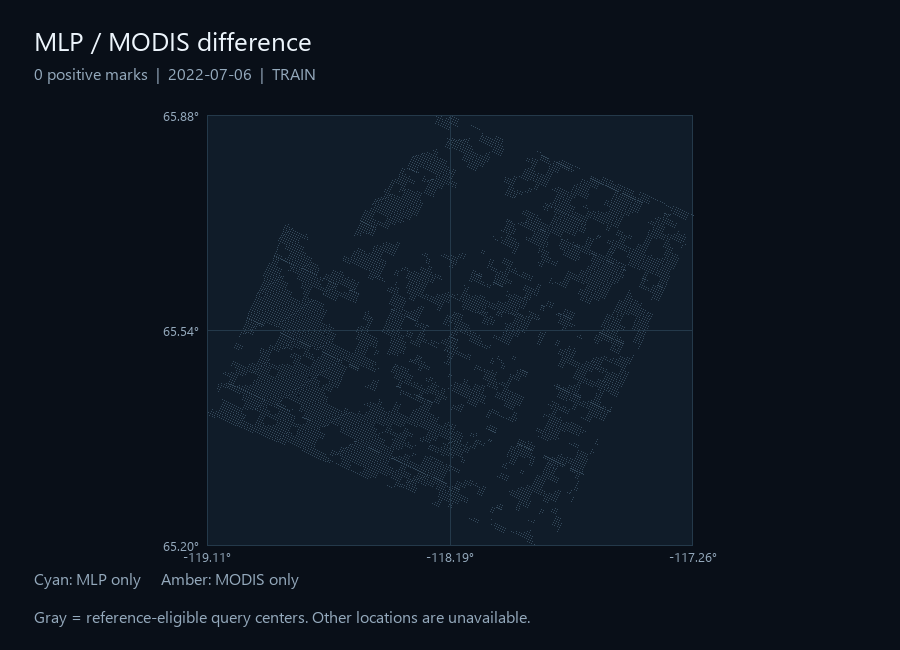 MLP / MODIS difference
0 positive marks | 2022-07-06 | TRAIN
65.88°
65.54°
65.20°
-119.11° -118.19° -117.26°
Cyan: MLP only Amber: MODIS only
Gray = reference-eligible query centers. Other locations are unavailable.